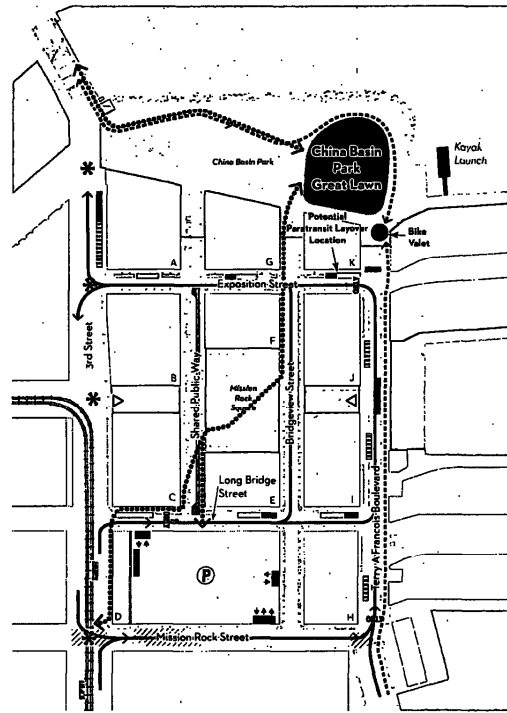 China Basin Park
China Basin
Park
Great Lawn
Kayak
Launch
Potential
Paratransit Layover
Location
Bike
Valet
A
G
K
Exposition Street
3rd Street
F
B
Shared Public Way
Mission
Rock
Square
Bridgeview Street
J
Terry A Francois Boulevard
C
Long Bridge
Street
E
I
P
D
H
Mission Rock Street